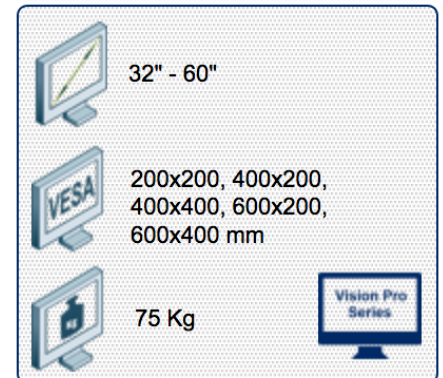 32" - 60"
VESA
200x200, 400x200,
400x400, 600x200,
600x400 mm
KG
75 Kg
Vision Pro
Series